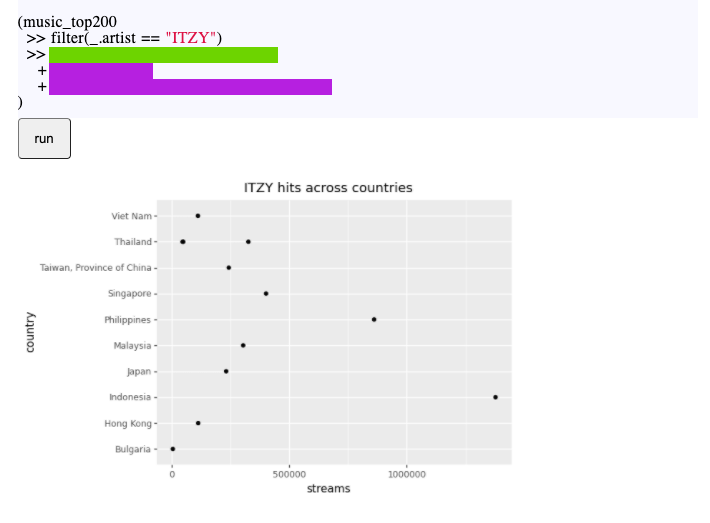 (music_top200
>> filter(_.artist == "ITZY")
>>
+
+
)
run
ITZY hits across countries
Viet Nam
Thailand
Taiwan, Province of China
Singapore
Philippines
Malaysia
Japan
Indonesia
Hong Kong
Bulgaria
country
0 500000 1000000
streams